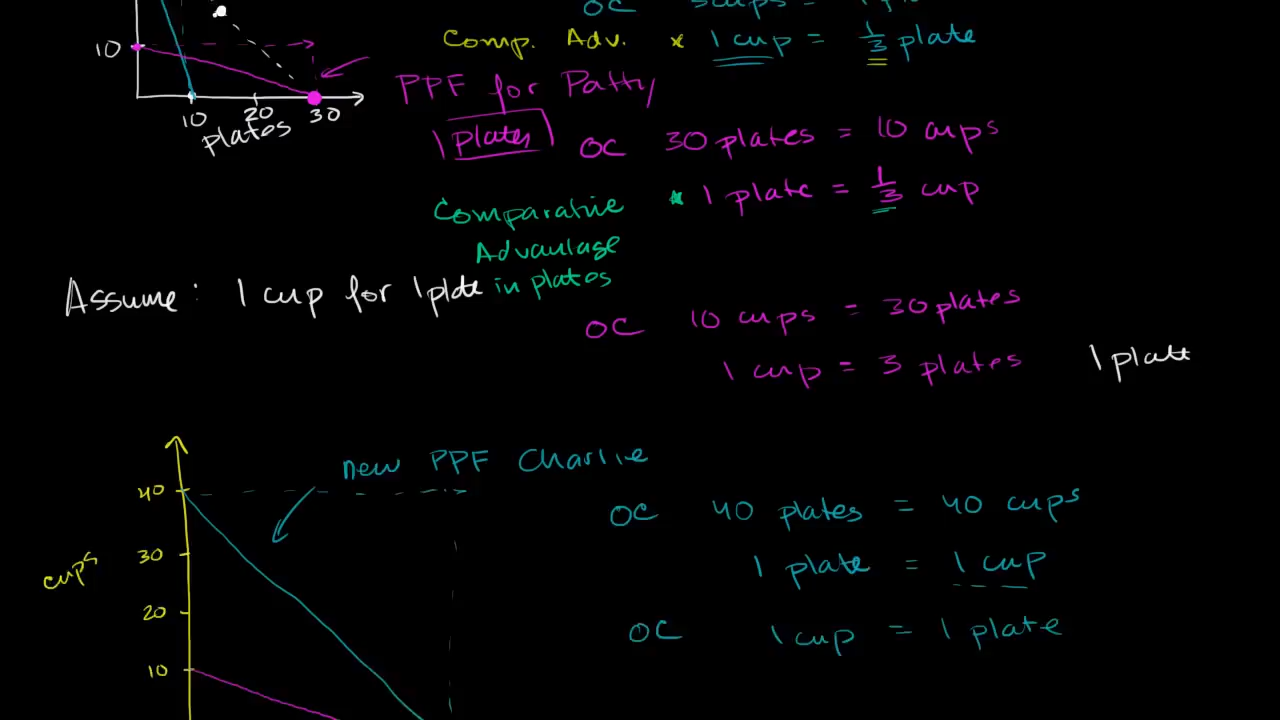 OC 3cups =
Comp. Adv. * 1 cup = 1/3 plate
10
PPF for Patty
10 20 30
plates
1 plates OC 30 plates = 10 cups
Comparative * 1 plate = 1/3 cup
Advantage
in plates
Assume: 1 cup for 1 plate
OC 10 cups = 30 plates
1 cup = 3 plates 1 plate
new PPF Charlie
40
OC 40 plates = 40 cups
30
cups
1 plate = 1 cup
20
OC 1 cup = 1 plate
10